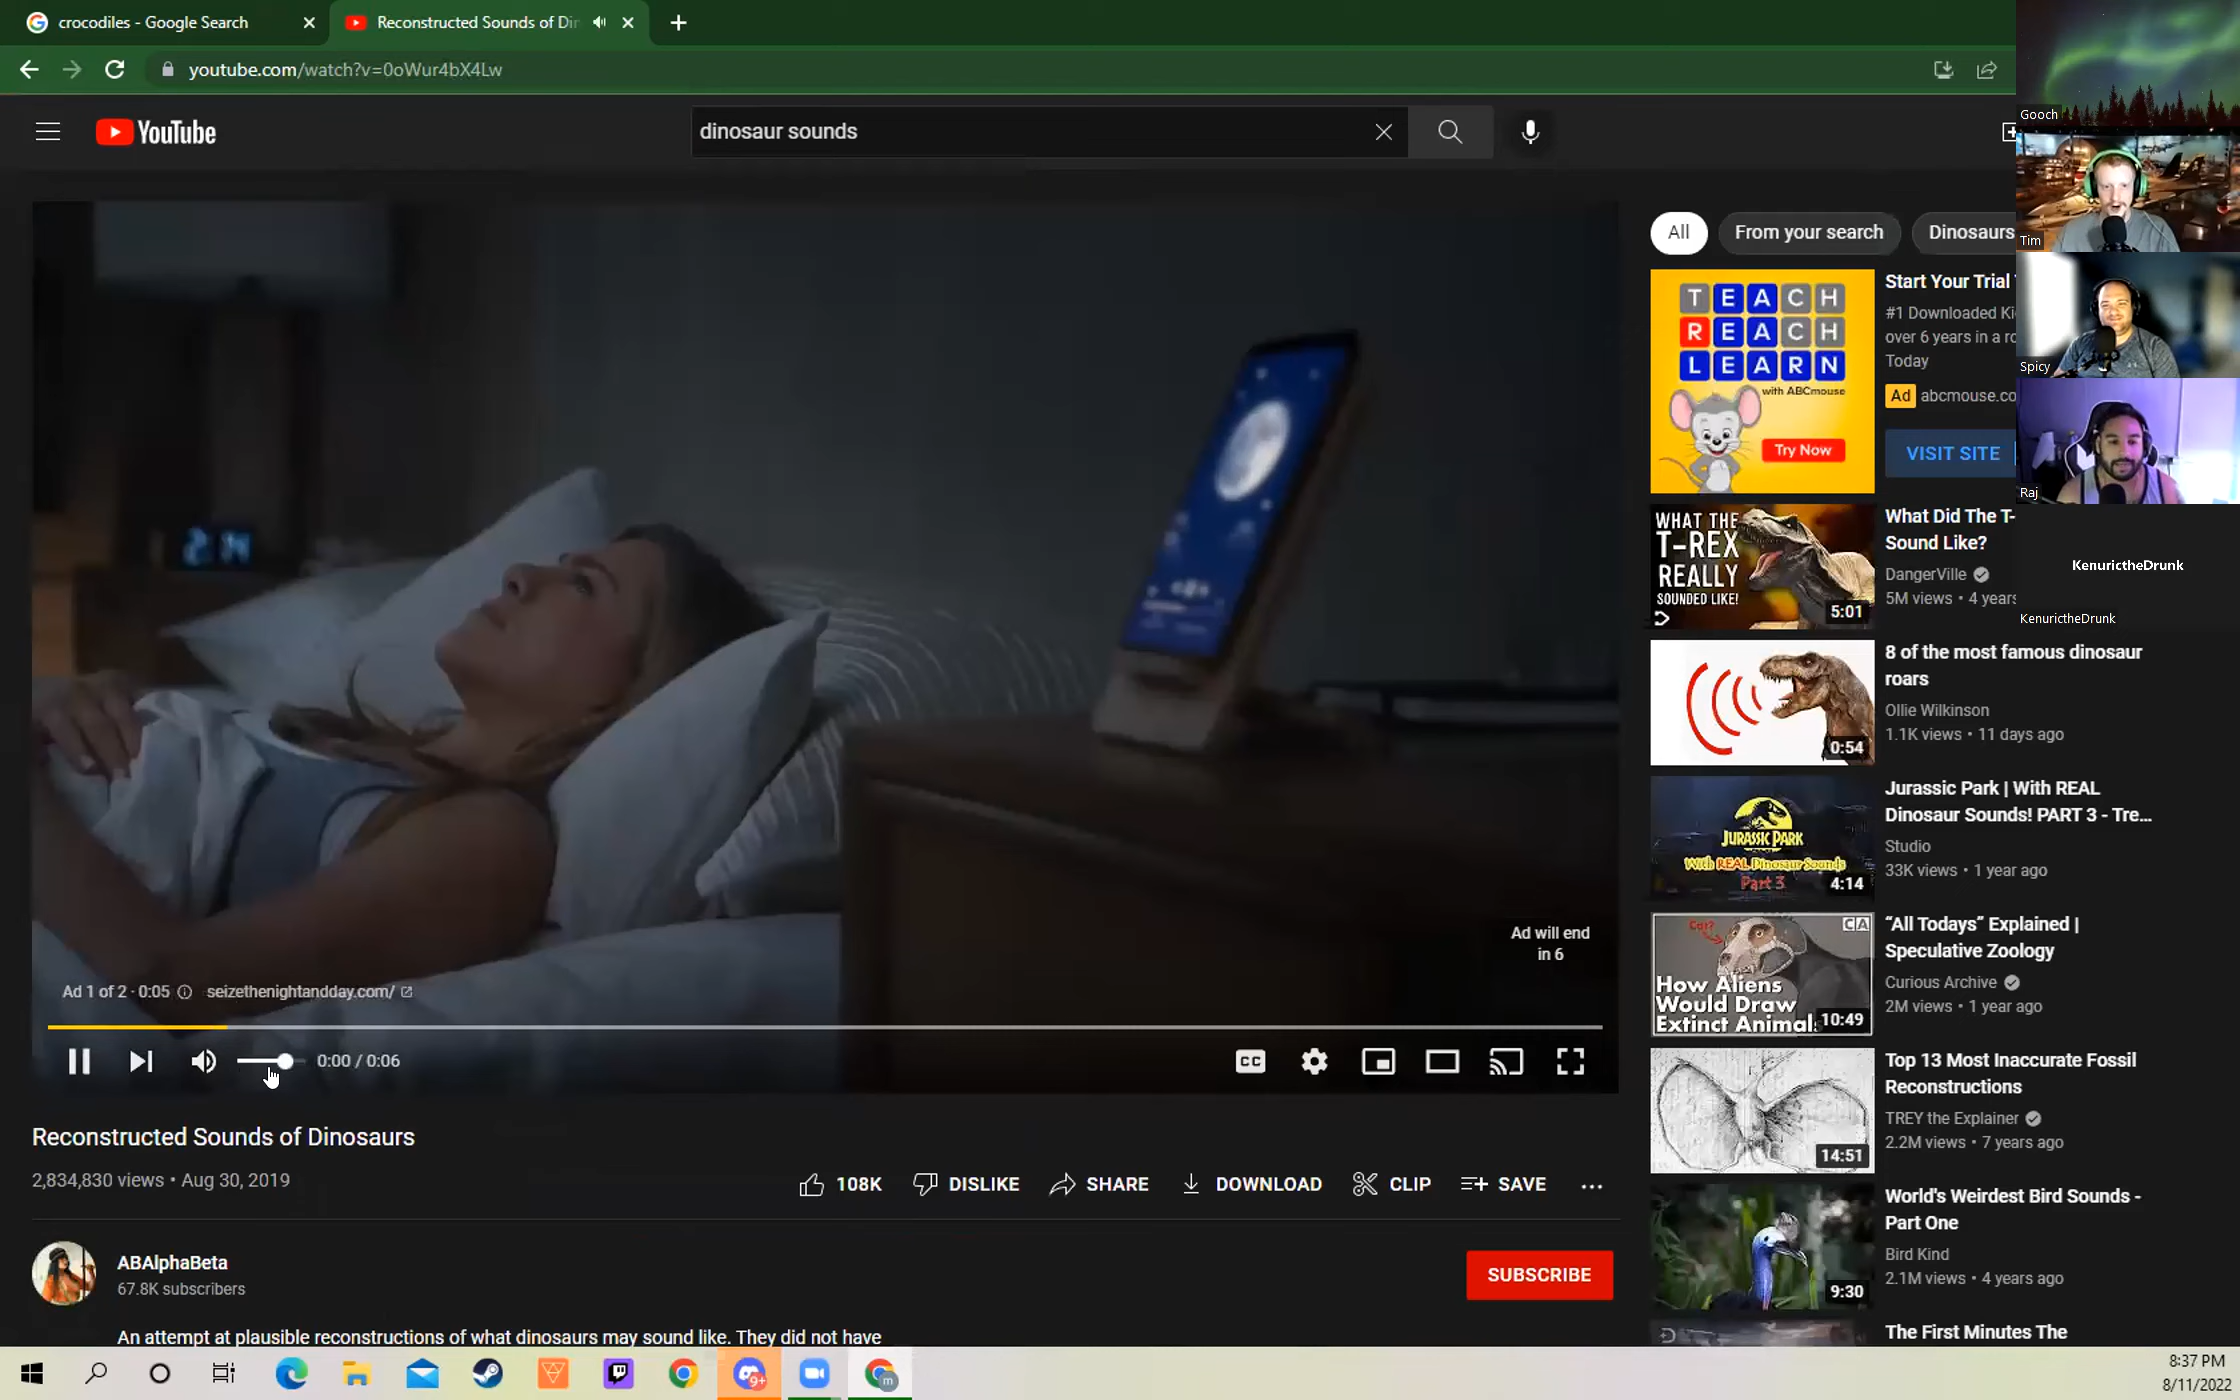 crocodiles - Google Search
Reconstructed Sounds of Din
youtube.com/watch?v=0oWur4bX4Lw
YouTube
dinosaur sounds
Gooch
Tim
Spicy
Raj
KenurictheDrunk
KenurictheDrunk
2:14
Ad will end
in 6
Ad 1 of 2 · 0:05
seizethenightandday.com/
0:00 / 0:06
CC
Reconstructed Sounds of Dinosaurs
2,834,830 views • Aug 30, 2019
108K
DISLIKE
SHARE
DOWNLOAD
CLIP
SAVE
ABAlphaBeta
67.8K subscribers
SUBSCRIBE
An attempt at plausible reconstructions of what dinosaurs may sound like. They did not have
All
From your search
Dinosaurs
TEACH
REACH
LEARN
with ABCmouse
Try Now
Start Your Trial
#1 Downloaded Ki
over 6 years in a ro
Today
Ad abcmouse.co
VISIT SITE
WHAT THE
T-REX
REALLY
SOUNDED LIKE!
5:01
What Did The T-
Sound Like?
DangerVille
5M views • 4 years
0:54
8 of the most famous dinosaur
roars
Ollie Wilkinson
1.1K views • 11 days ago
JURASSIC PARK
With REAL Dinosaur Sounds
Part 3
4:14
Jurassic Park | With REAL
Dinosaur Sounds! PART 3 - Tre...
Studio
33K views • 1 year ago
Cat?
CA
How Aliens
Would Draw
Extinct Animals
10:49
“All Todays” Explained |
Speculative Zoology
Curious Archive
2M views • 1 year ago
14:51
Top 13 Most Inaccurate Fossil
Reconstructions
TREY the Explainer
2.2M views • 7 years ago
9:30
World's Weirdest Bird Sounds -
Part One
Bird Kind
2.1M views • 4 years ago
The First Minutes The
9+
m
8:37 PM
8/11/2022